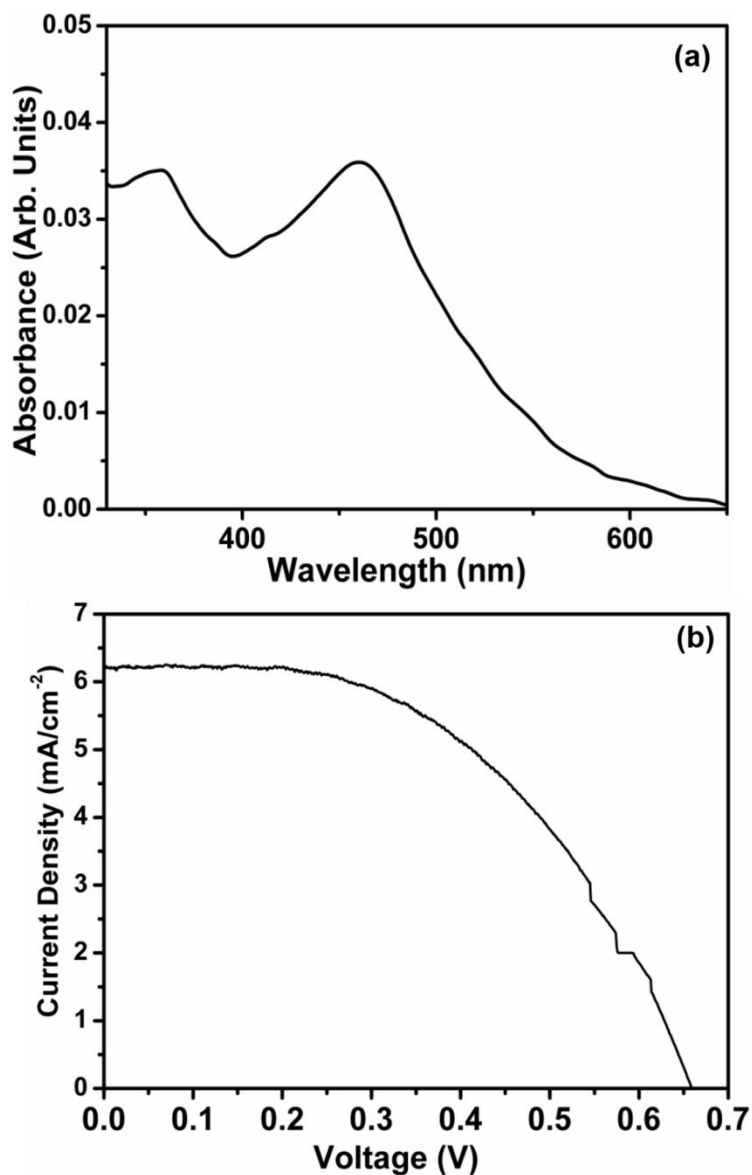 (a)
Absorbance (Arb. Units)
0.05
0.04
0.03
0.02
0.01
0.00
400 500 600
Wavelength (nm)
(b)
Current Density (mA/cm⁻²)
7
6
5
4
3
2
1
0
0.0 0.1 0.2 0.3 0.4 0.5 0.6 0.7
Voltage (V)